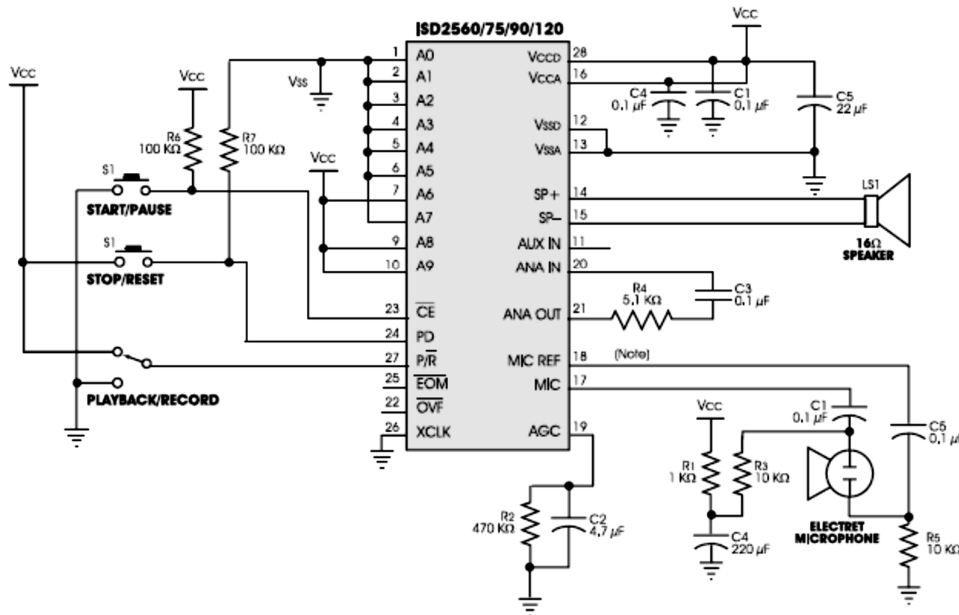 ISD2560/75/90/120
VCC
VCC
VCC
VCC
VCC
VSS
1 A0
2 A1
3 A2
4 A3
5 A4
6 A5
7 A6
8 A7
9 A8
10 A9
23 CE
24 PD
27 P/R
25 EOM
22 OVF
26 XCLK
VCCD 28
VCCA 16
VSSD 12
VSSA 13
SP+ 14
SP– 15
AUX IN 11
ANA IN 20
ANA OUT 21
MIC REF 18
MIC 17
AGC 19
(Note)
R6
100 KΩ
R7
100 KΩ
S1
START/PAUSE
S1
STOP/RESET
PLAYBACK/RECORD
C4
0.1 µF
C1
0.1 µF
C5
22 µF
LS1
16Ω
SPEAKER
R4
5.1 KΩ
C3
0.1 µF
C1
0.1 µF
C5
0.1 µF
R1
1 KΩ
R3
10 KΩ
C4
220 µF
ELECTRET
MICROPHONE
R5
10 KΩ
R2
470 KΩ
C2
4.7 µF